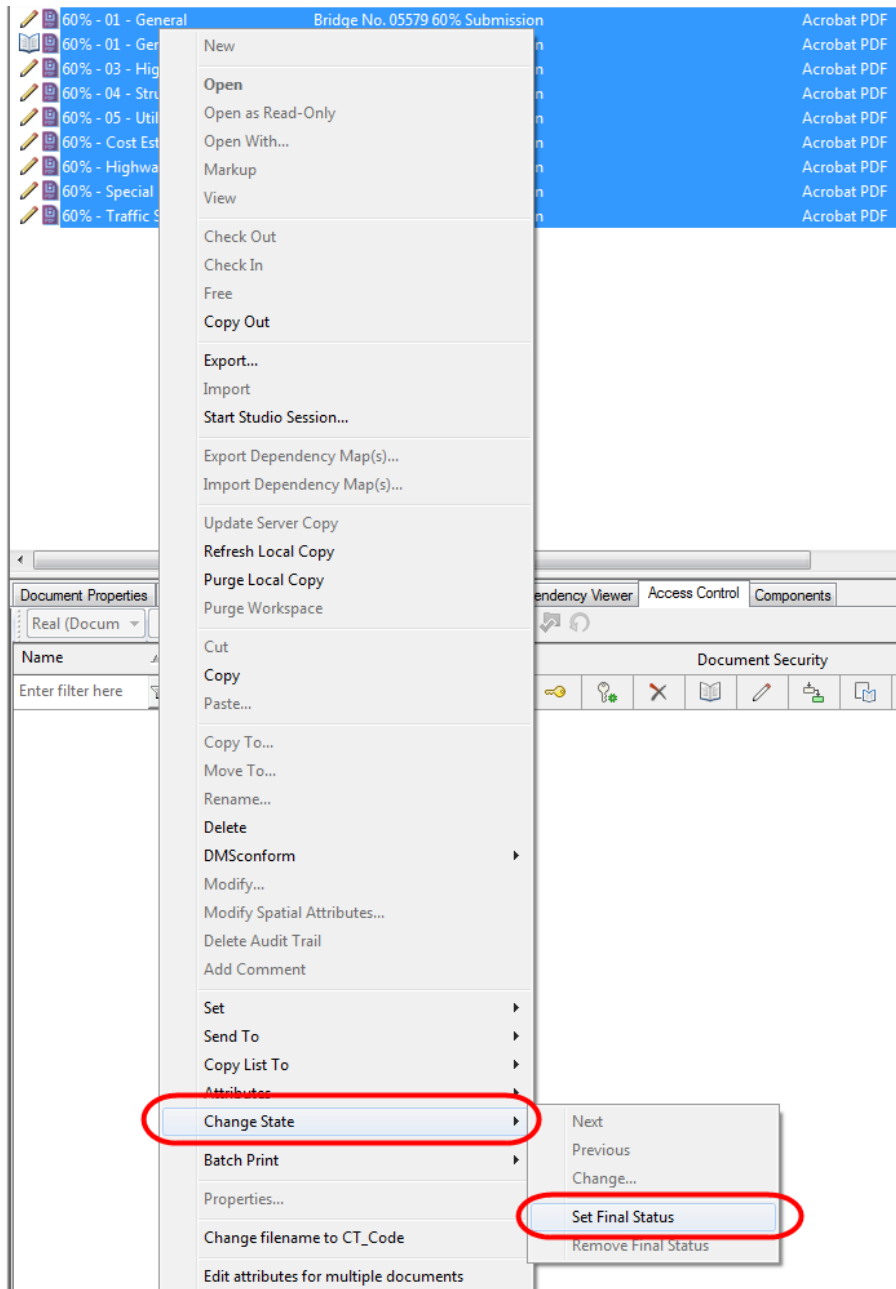 60% - 01 - General Bridge No. 05579 60% Submission Acrobat PDF
60% - 01 - Ger n Acrobat PDF
60% - 03 - Hig n Acrobat PDF
60% - 04 - Stru n Acrobat PDF
60% - 05 - Util n Acrobat PDF
60% - Cost Est n Acrobat PDF
60% - Highwa n Acrobat PDF
60% - Special n Acrobat PDF
60% - Traffic S n Acrobat PDF
New
Open
Open as Read-Only
Open With...
Markup
View
Check Out
Check In
Free
Copy Out
Export...
Import
Start Studio Session...
Export Dependency Map(s)...
Import Dependency Map(s)...
Update Server Copy
Refresh Local Copy
Purge Local Copy
Purge Workspace
Cut
Copy
Paste...
Copy To...
Move To...
Rename...
Delete
DMSconform
Modify...
Modify Spatial Attributes...
Delete Audit Trail
Add Comment
Set
Send To
Copy List To
Attributes
Change State
Batch Print
Properties...
Change filename to CT_Code
Edit attributes for multiple documents
Document Properties endency Viewer Access Control Components
Real (Docum
Name Document Security
Enter filter here
Next
Previous
Change...
Set Final Status
Remove Final Status